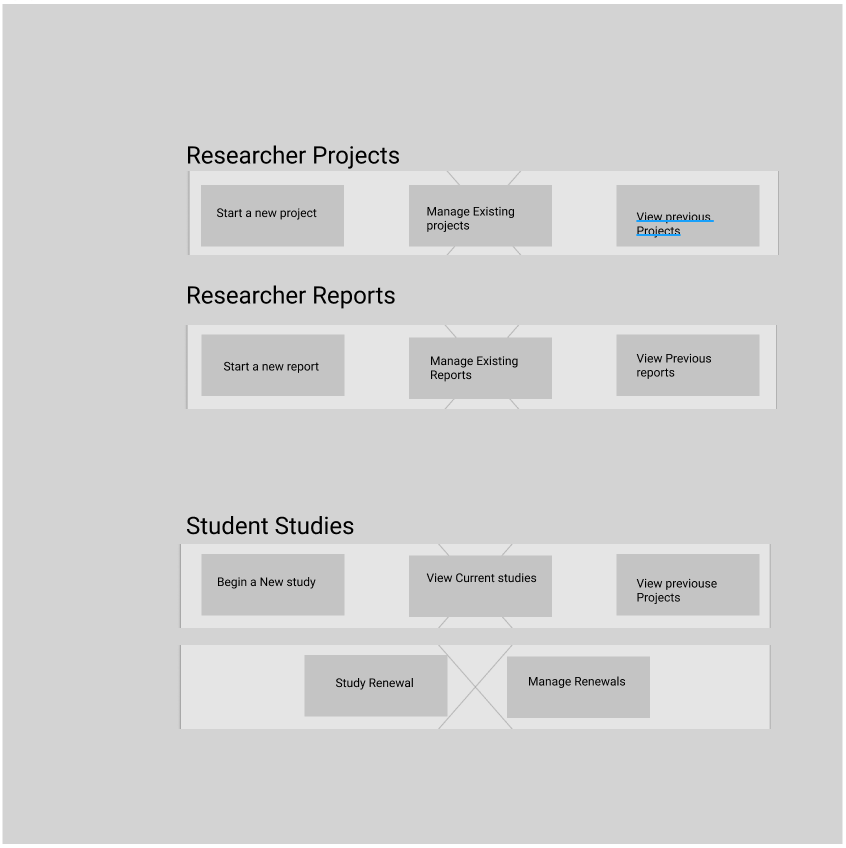 Researcher Projects
Start a new project
Manage Existing
projects
View previous
Projects
Researcher Reports
Start a new report
Manage Existing
Reports
View Previous
reports
Student Studies
Begin a New study
View Current studies
View previouse
Projects
Study Renewal
Manage Renewals